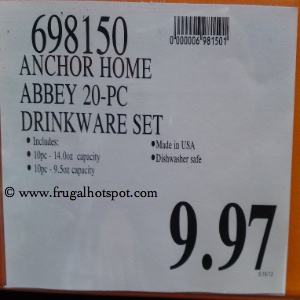 698150
0000006981501
ANCHOR HOME
ABBEY 20-PC
DRINKWARE SET
• Includes:
• 10pc - 14.0oz capacity
• 10pc - 9.5oz capacity
• Made in USA
• Dishwasher safe
© www.frugalhotspot.com
9.97